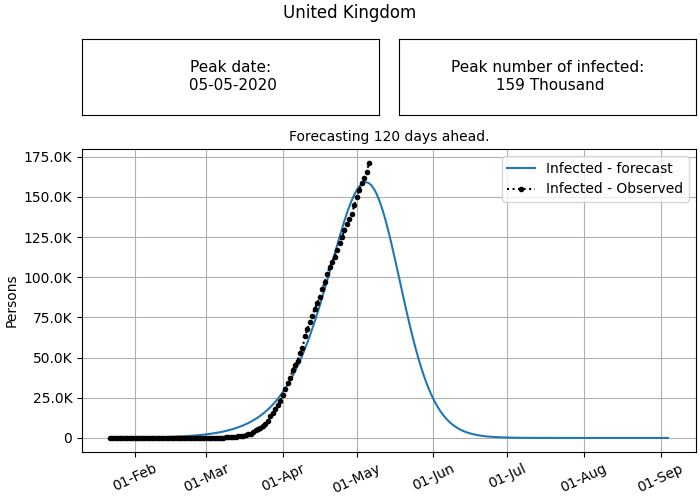 United Kingdom
Peak date:
05-05-2020
Peak number of infected:
159 Thousand
Forecasting 120 days ahead.
Infected - forecast
Infected - Observed
175.0K
150.0K
125.0K
100.0K
75.0K
50.0K
25.0K
0
Persons
01-Feb
01-Mar
01-Apr
01-May
01-Jun
01-Jul
01-Aug
01-Sep